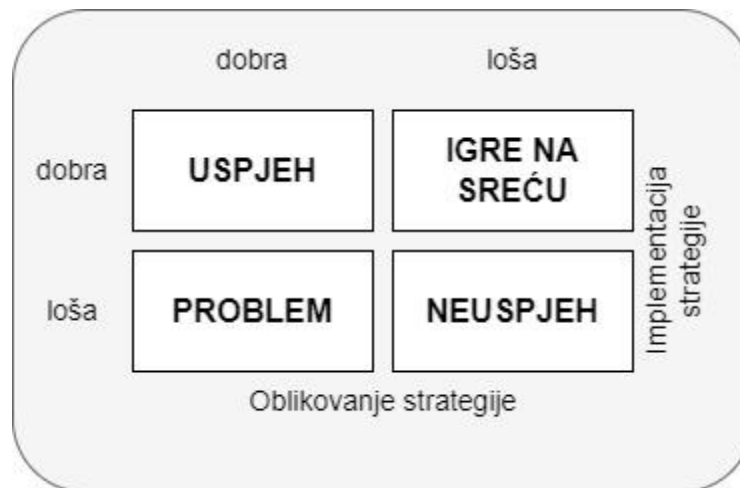 dobra
loša
dobra
USPJEH
IGRE NA
SREĆU
loša
PROBLEM
NEUSPJEH
Implementacija
strategije
Oblikovanje strategije